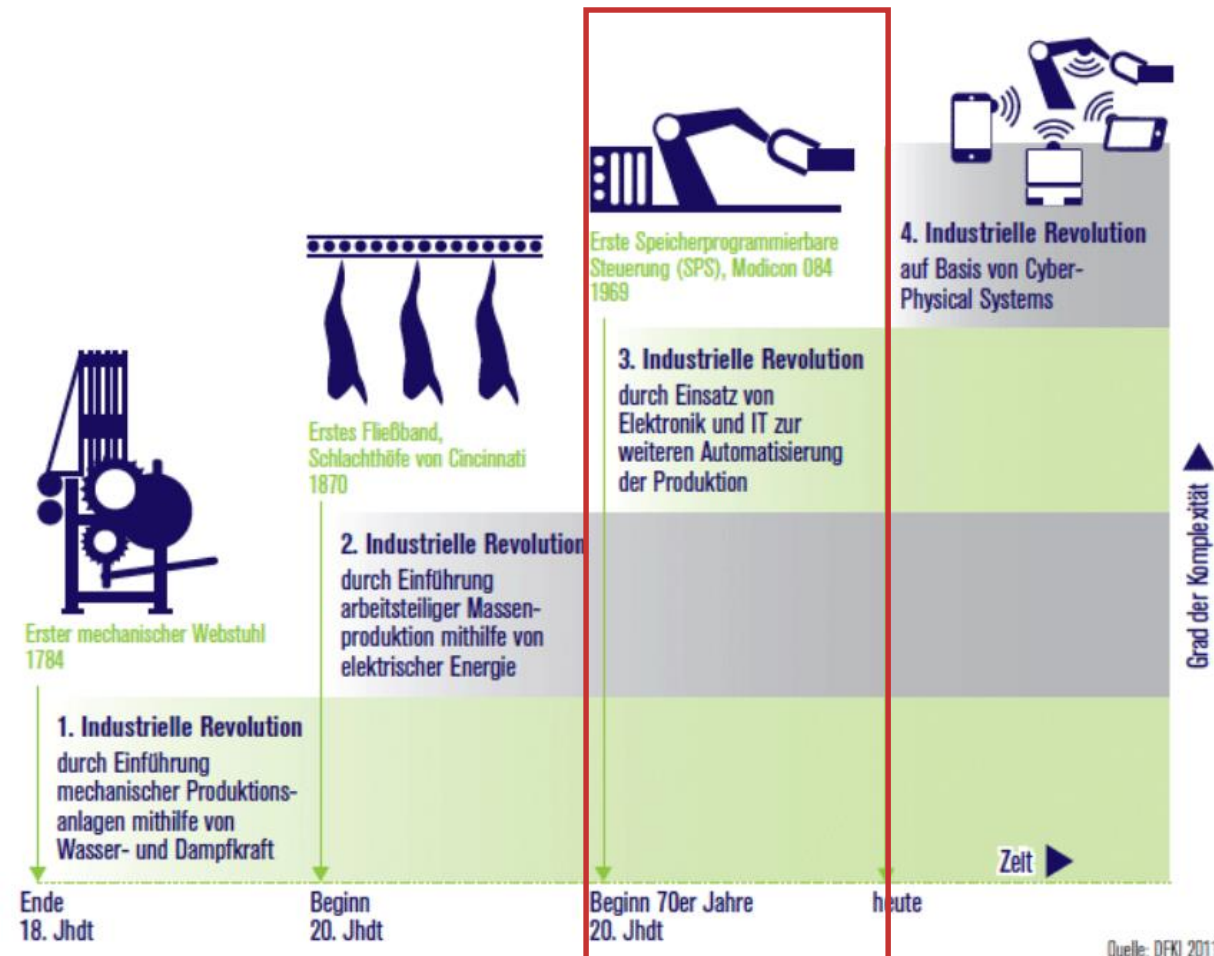 Erster mechanischer Webstuhl
1784
1. Industrielle Revolution
durch Einführung
mechanischer Produktions-
anlagen mithilfe von
Wasser- und Dampfkraft
Ende
18. Jhdt
Erstes Fließband,
Schlachthöfe von Cincinnati
1870
2. Industrielle Revolution
durch Einführung
arbeitsteiliger Massen-
produktion mithilfe von
elektrischer Energie
Beginn
20. Jhdt
Erste Speicherprogrammierbare
Steuerung (SPS), Modicon 084
1969
3. Industrielle Revolution
durch Einsatz von
Elektronik und IT zur
weiteren Automatisierung
der Produktion
Beginn 70er Jahre
20. Jhdt
4. Industrielle Revolution
auf Basis von Cyber-
Physical Systems
heute
Zeit
Grad der Komplexität
Quelle: DFKI 2011